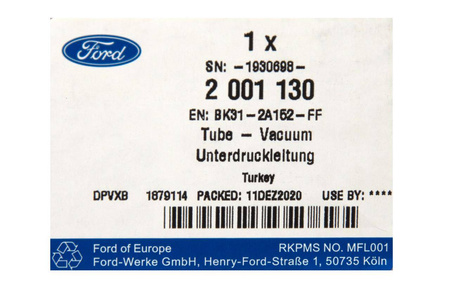 Ford
1 x
SN: -1930698-
2 001 130
EN: BK31-2A152-FF
Tube - Vacuum
Unterdruckleitung
Turkey
DPVXB 1879114 PACKED: 11DEZ2020 USE BY: ****
Ford of Europe RKPMS NO. MFL001
Ford-Werke GmbH, Henry-Ford-Straße 1, 50735 Köln